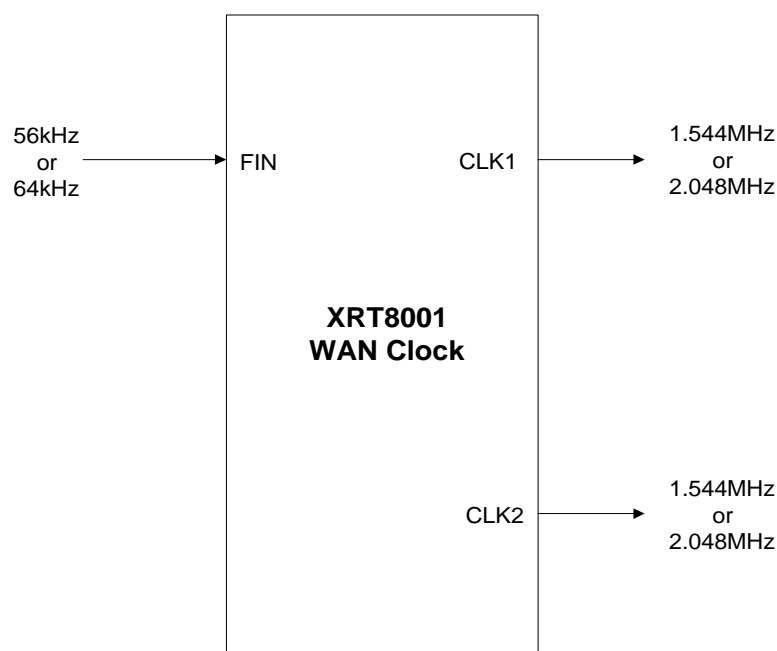 56kHz
or
64kHz
FIN
CLK1
1.544MHz
or
2.048MHz
XRT8001
WAN Clock
CLK2
1.544MHz
or
2.048MHz